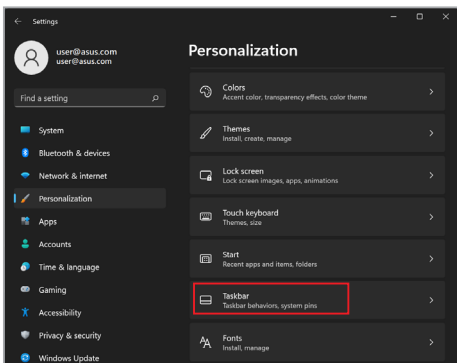 Settings
user@asus.com
user@asus.com
Find a setting
System
Bluetooth & devices
Network & internet
Personalization
Apps
Accounts
Time & language
Gaming
Accessibility
Privacy & security
Windows Update
Personalization
Colors
Accent color, transparency effects, color theme
Themes
Install, create, manage
Lock screen
Lock screen images, apps, animations
Touch keyboard
Themes, size
Start
Recent apps and items, folders
Taskbar
Taskbar behaviors, system pins
Fonts
Install, manage